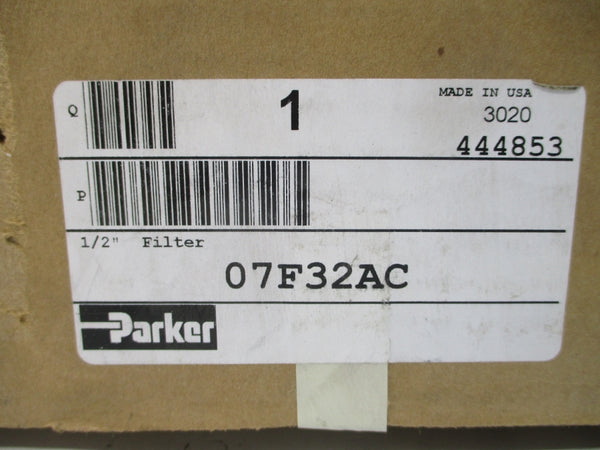 Q 1 MADE IN USA
3020
444853
P
1/2" Filter
07F32AC
Parker